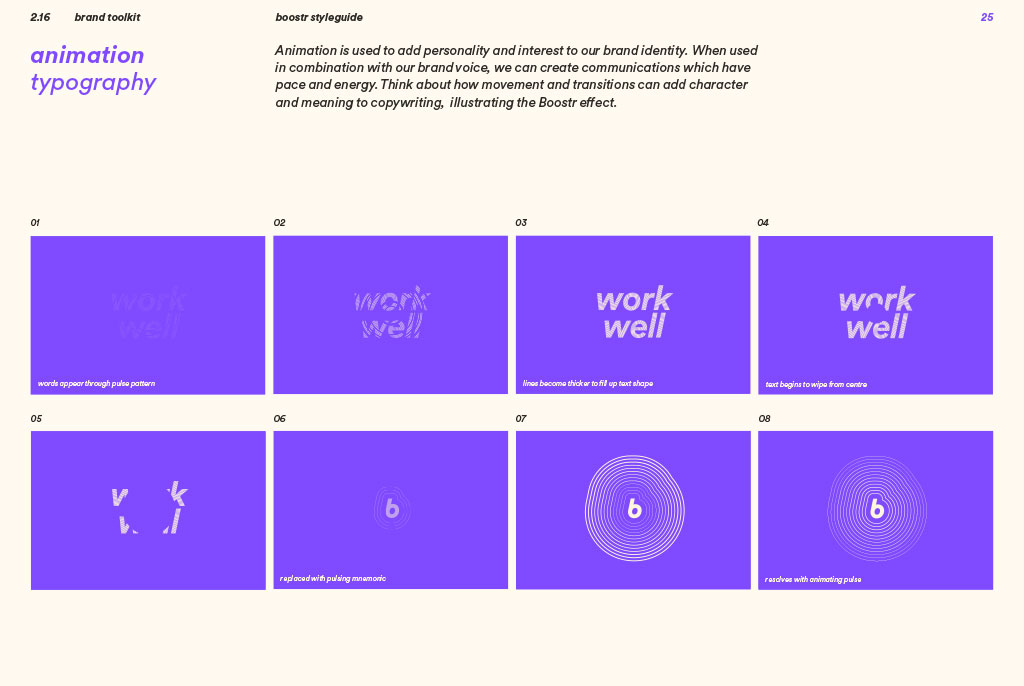 2.16 brand toolkit boostr styleguide 25
animation
typography
Animation is used to add personality and interest to our brand identity. When used
in combination with our brand voice, we can create communications which have
pace and energy. Think about how movement and transitions can add character
and meaning to copywriting, illustrating the Boostr effect.
01 02 03 04
work
well
words appear through pulse pattern
work
well
work
well
lines become thicker to fill up text shape
work
well
text begins to wipe from centre
05 06 07 08
b
replaced with pulsing mnemonic
b
b
resolves with animating pulse